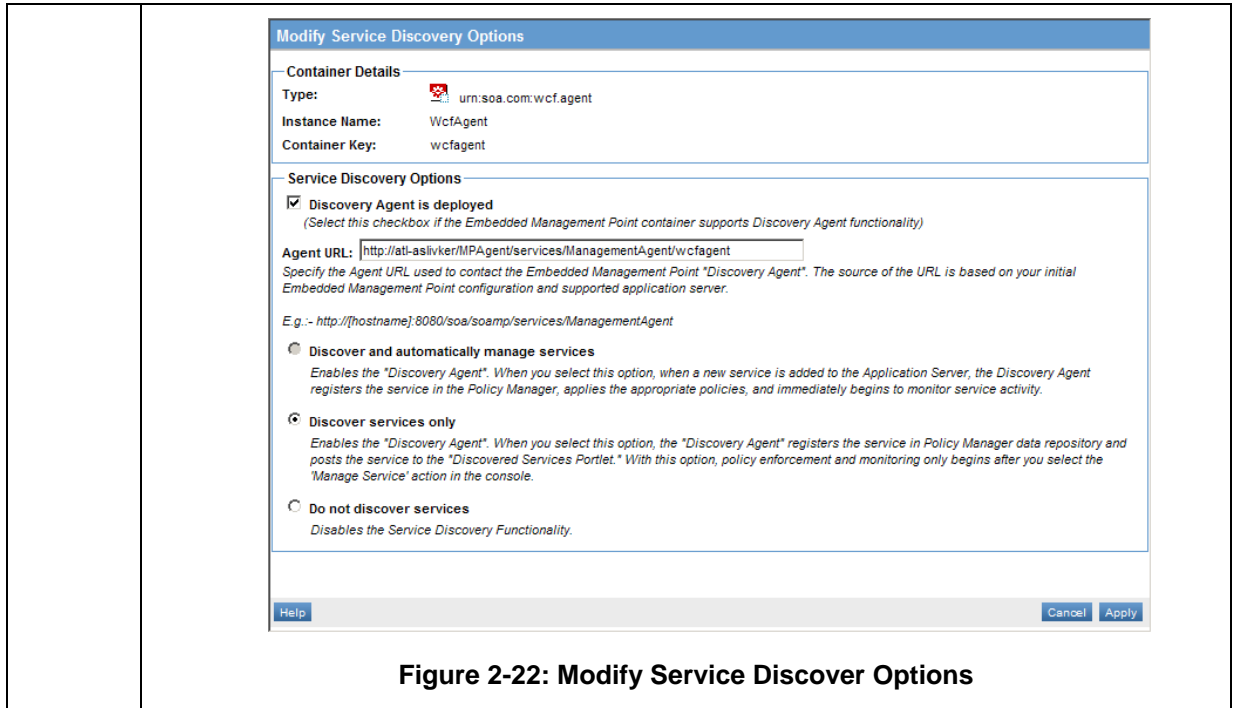 Modify Service Discovery Options
Container Details
Type: urn:soa.com:wcf.agent
Instance Name: WcfAgent
Container Key: wcfagent
Service Discovery Options
Discovery Agent is deployed
(Select this checkbox if the Embedded Management Point container supports Discovery Agent functionality)
Agent URL: http://atl-aslivker/MPAgent/services/ManagementAgent/wcfagent
Specify the Agent URL used to contact the Embedded Management Point "Discovery Agent". The source of the URL is based on your initial
Embedded Management Point configuration and supported application server.
E.g.:- http://[hostname]:8080/soa/soamp/services/ManagementAgent
Discover and automatically manage services
Enables the "Discovery Agent". When you select this option, when a new service is added to the Application Server, the Discovery Agent
registers the service in the Policy Manager, applies the appropriate policies, and immediately begins to monitor service activity.
Discover services only
Enables the "Discovery Agent". When you select this option, the "Discovery Agent" registers the service in Policy Manager data repository and
posts the service to the "Discovered Services Portlet." With this option, policy enforcement and monitoring only begins after you select the
'Manage Service' action in the console.
Do not discover services
Disables the Service Discovery Functionality.
Help Cancel Apply
Figure 2-22: Modify Service Discover Options